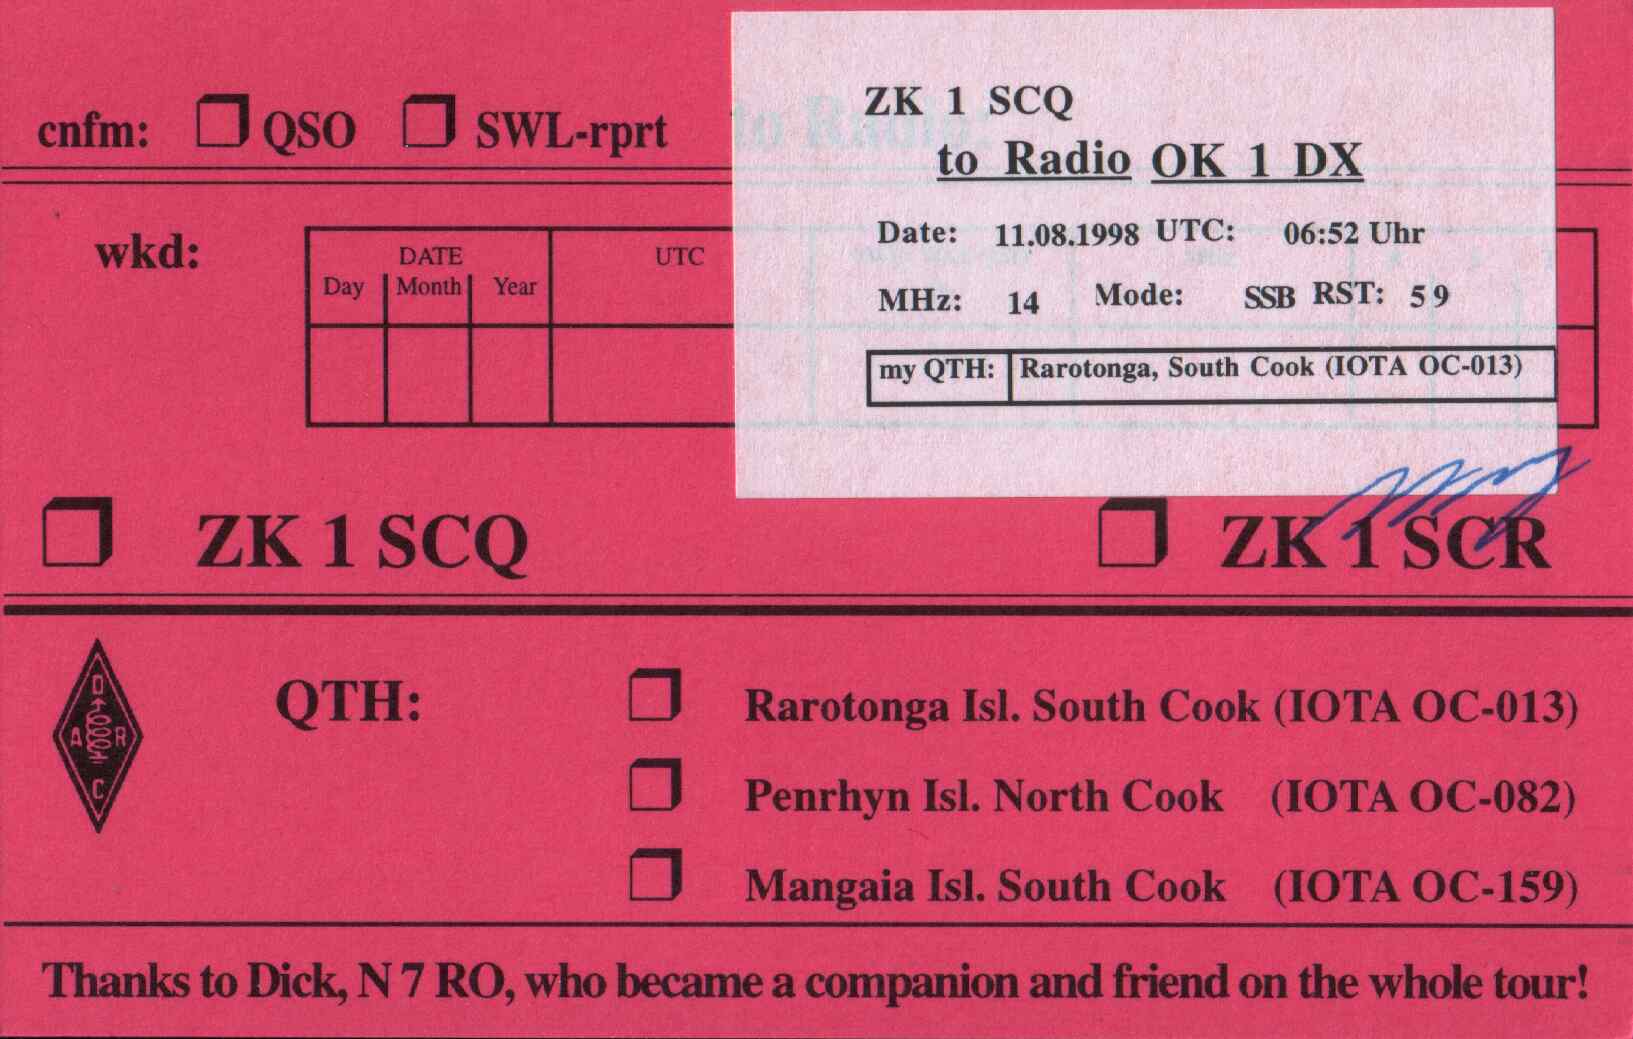 cnfm: QSO SWL-rprt
to Radio:
ZK 1 SCQ
to Radio OK 1 DX
wkd:
DATE UTC
Day Month Year
Date: 11.08.1998 UTC: 06:52 Uhr
MHz: 14 Mode: SSB RST: 59
my QTH: Rarotonga, South Cook (IOTA OC-013)
ZK 1 SCQ ZK 1 SCR
D A R C
QTH: Rarotonga Isl. South Cook (IOTA OC-013)
Penrhyn Isl. North Cook (IOTA OC-082)
Mangaia Isl. South Cook (IOTA OC-159)
Thanks to Dick, N 7 RO, who became a companion and friend on the whole tour!